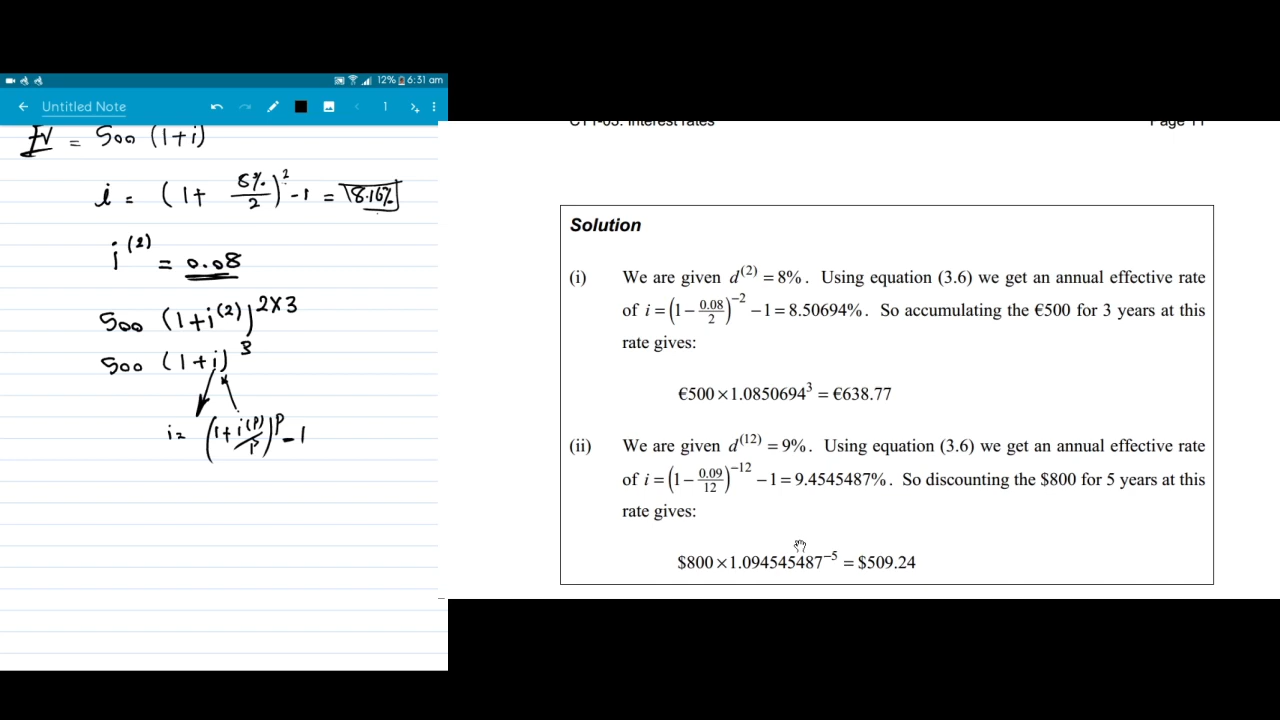 12% 6:31 am
Untitled Note
1
FV = 500 (1+i)
i = (1+ 8%/2)^2 -1 = 8.16%
i^(2) = 0.08
500 (1+i^(2))^2×3
500 (1+i)^3
i= (1+ i^(P)/P)^P -1
CT1-03: Interest rates Page 11
Solution
(i) We are given d^(2) = 8%. Using equation (3.6) we get an annual effective rate
of i = (1 − 0.08/2)^−2 − 1 = 8.50694%. So accumulating the €500 for 3 years at this
rate gives:
€500 × 1.0850694^3 = €638.77
(ii) We are given d^(12) = 9%. Using equation (3.6) we get an annual effective rate
of i = (1 − 0.09/12)^−12 − 1 = 9.4545487%. So discounting the $800 for 5 years at this
rate gives:
$800 × 1.094545487^−5 = $509.24